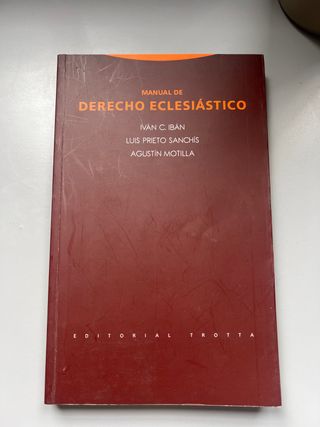 MANUAL DE
DERECHO ECLESIÁSTICO
IVÁN C. IBÁN
LUIS PRIETO SANCHÍS
AGUSTÍN MOTILLA
EDITORIAL TROTTA